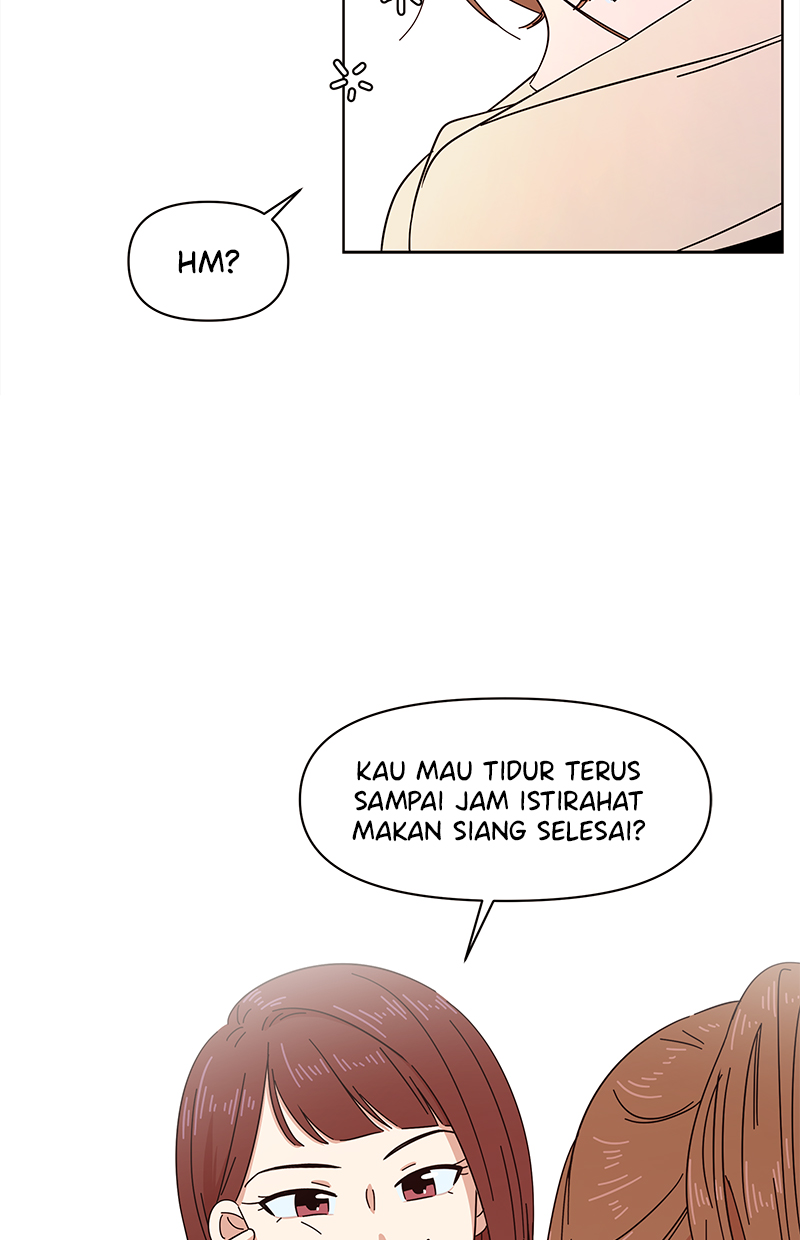 HM?
KAU MAU TIDUR TERUS
SAMPAI JAM ISTIRAHAT
MAKAN SIANG SELESAI?